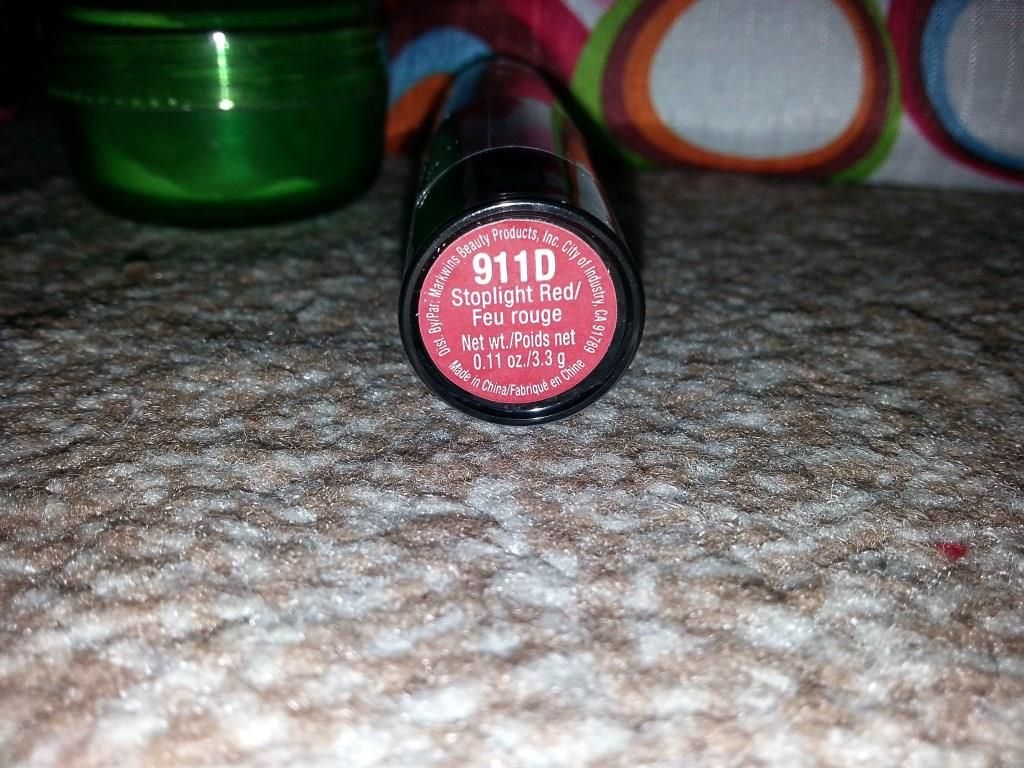 Dist. By/Par: Markwins Beauty Products, Inc. City of Industry, CA 91789
911D
Stoplight Red/
Feu rouge
Net wt./Poids net
0.11 oz./3.3 g
Made in China/Fabriqué en Chine